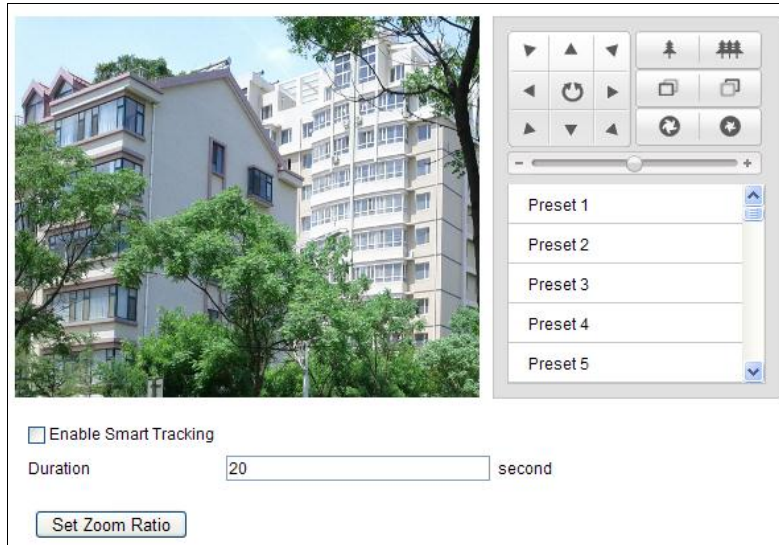 Preset 1
Preset 2
Preset 3
Preset 4
Preset 5
Enable Smart Tracking
Duration 20 second
Set Zoom Ratio